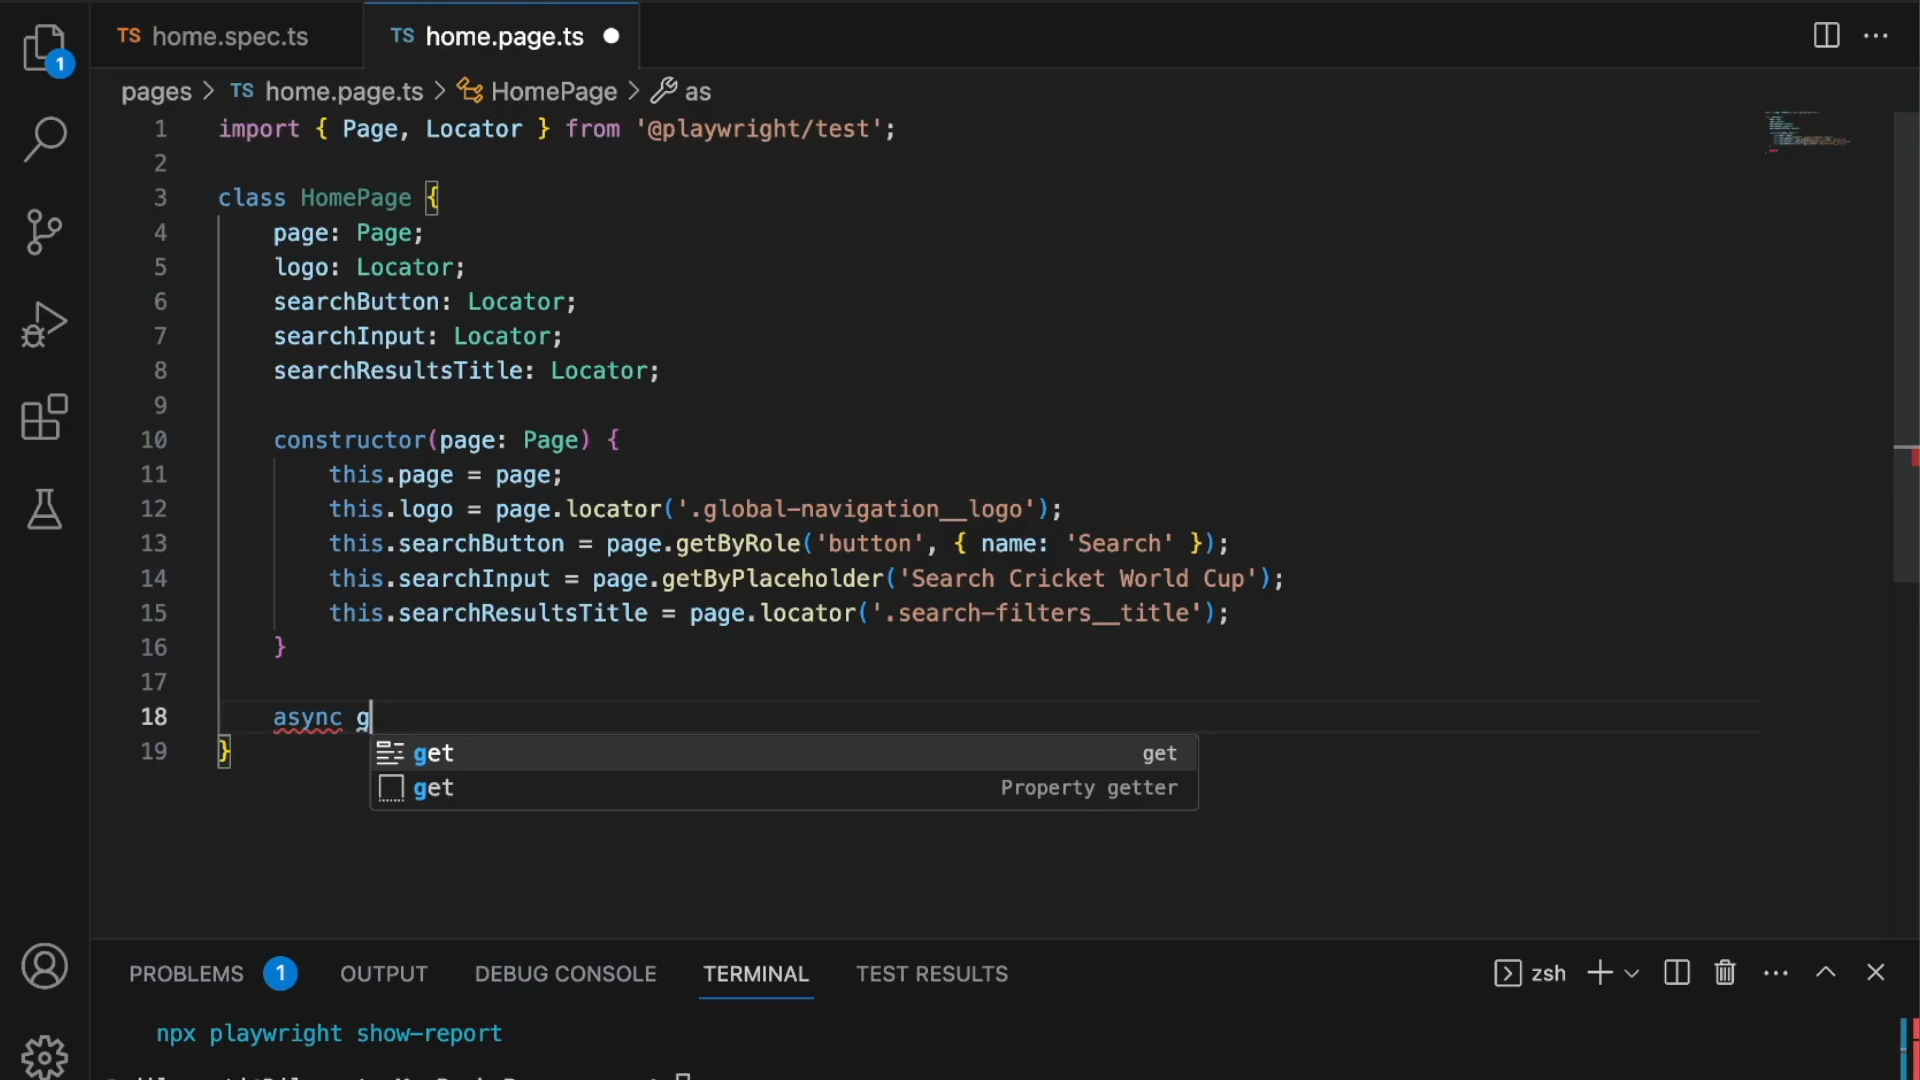 TS home.spec.ts TS home.page.ts
1
pages > TS home.page.ts > HomePage > as
1 import { Page, Locator } from '@playwright/test';
2
3 class HomePage {
4 page: Page;
5 logo: Locator;
6 searchButton: Locator;
7 searchInput: Locator;
8 searchResultsTitle: Locator;
9
10 constructor(page: Page) {
11 this.page = page;
12 this.logo = page.locator('.global-navigation__logo');
13 this.searchButton = page.getByRole('button', { name: 'Search' });
14 this.searchInput = page.getByPlaceholder('Search Cricket World Cup');
15 this.searchResultsTitle = page.locator('.search-filters__title');
16 }
17
18 async g
19 }
get get
get Property getter
PROBLEMS 1 OUTPUT DEBUG CONSOLE TERMINAL TEST RESULTS zsh
npx playwright show-report